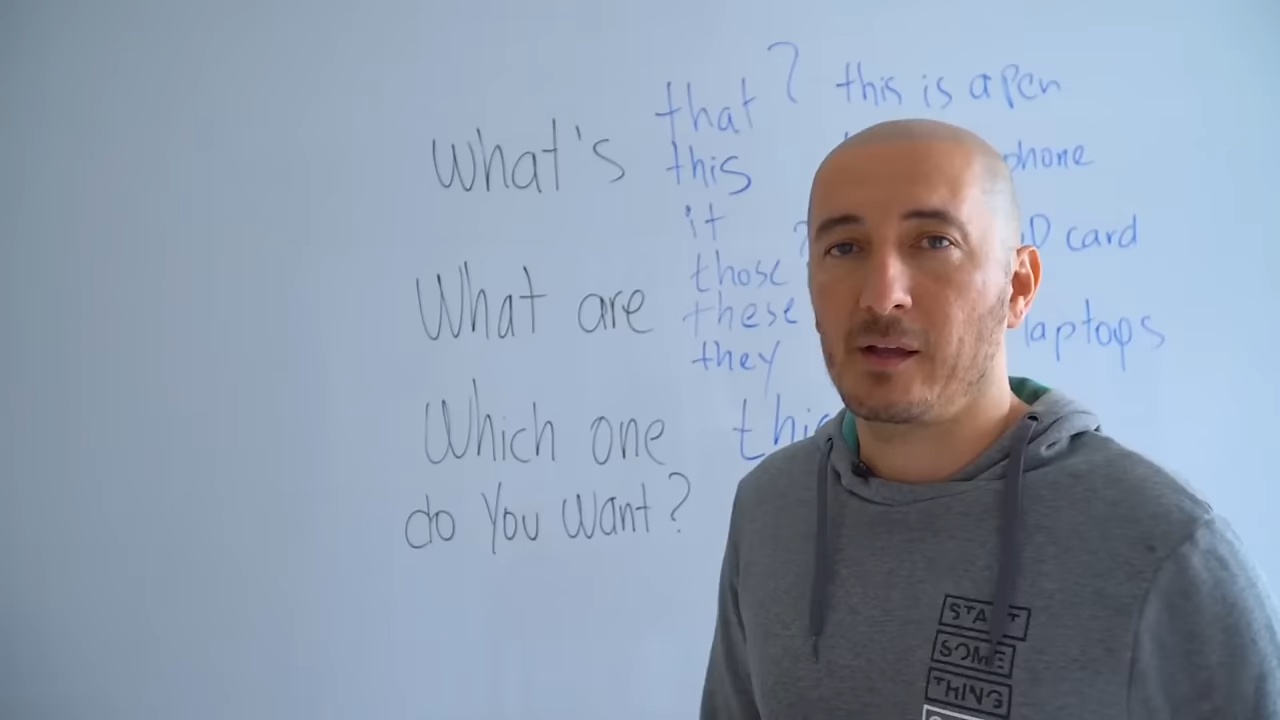 that? this is a pen
What's this phone
it ? D card
those
What are these laptops
they
Which one
do You want?
START
SOME
THING